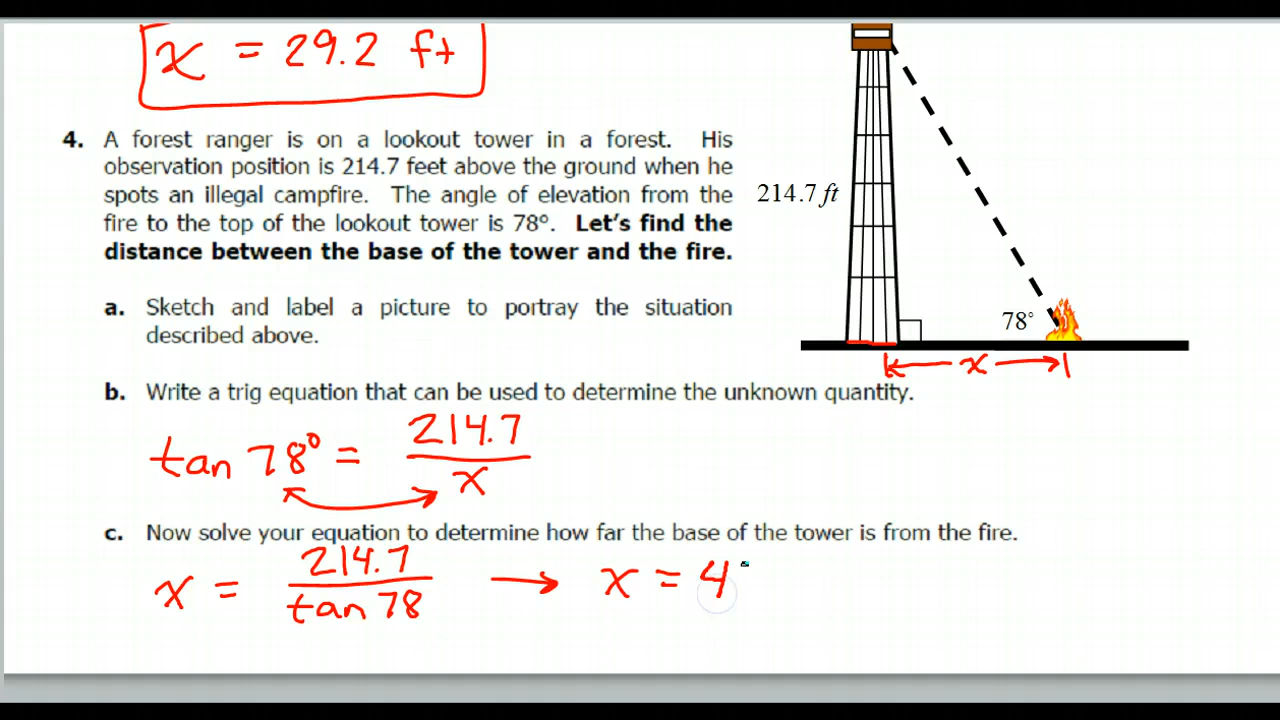 x = 29.2 ft
4. A forest ranger is on a lookout tower in a forest. His
observation position is 214.7 feet above the ground when he
spots an illegal campfire. The angle of elevation from the
fire to the top of the lookout tower is 78°. Let's find the
distance between the base of the tower and the fire.
214.7 ft
78°
x
a. Sketch and label a picture to portray the situation
described above.
b. Write a trig equation that can be used to determine the unknown quantity.
tan 78° = 214.7 / x
c. Now solve your equation to determine how far the base of the tower is from the fire.
x = 214.7 / tan 78 → x = 4